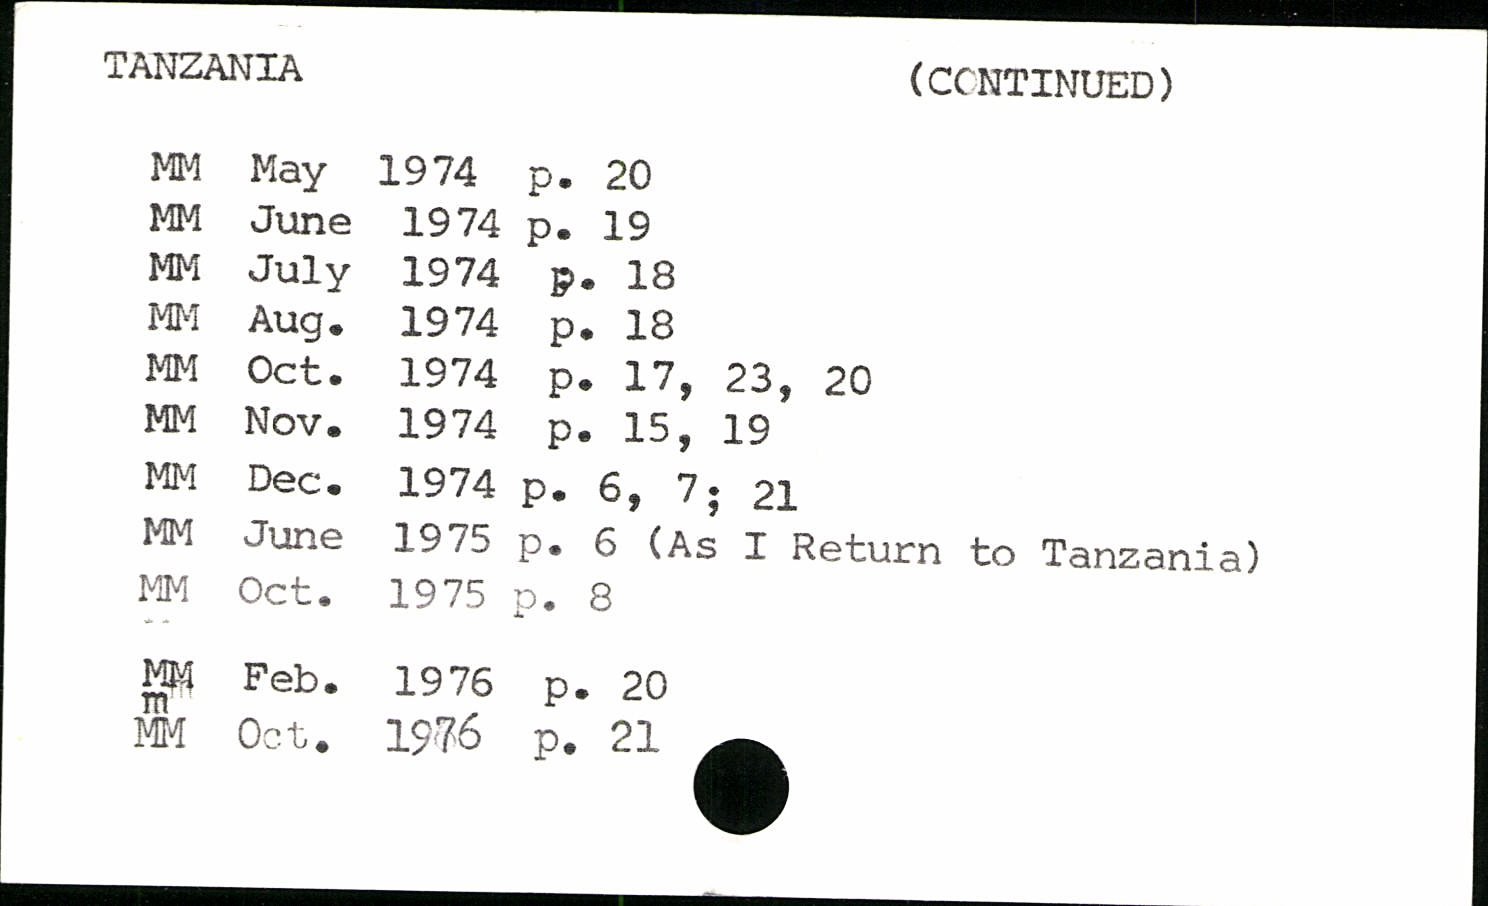 TANZANIA (CONTINUED)
MM May 1974 p. 20
MM June 1974 p. 19
MM July 1974 p. 18
MM Aug. 1974 p. 18
MM Oct. 1974 p. 17, 23, 20
MM Nov. 1974 p. 15, 19
MM Dec. 1974 p. 6, 7; 21
MM June 1975 p. 6 (As I Return to Tanzania)
MM Oct. 1975 p. 8
MM Feb. 1976 p. 20
m
MM Oct. 1976 p. 21